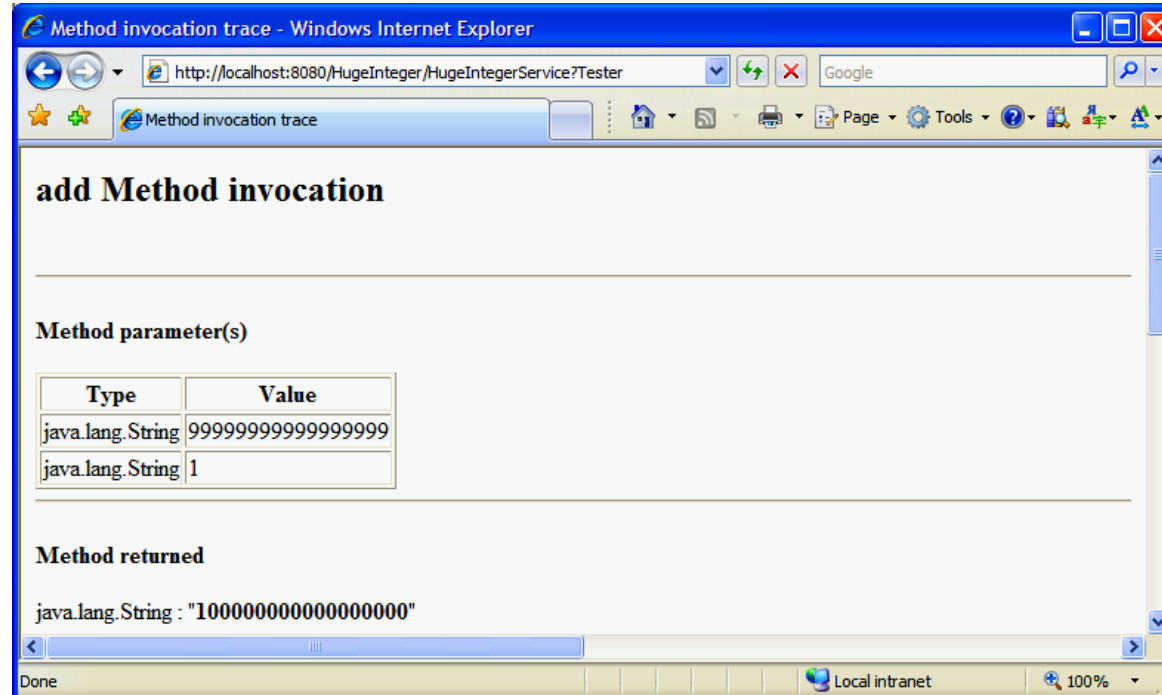 Method invocation trace - Windows Internet Explorer
http://localhost:8080/HugeInteger/HugeIntegerService?Tester
Google
Method invocation trace
Page
Tools
add Method invocation
Method parameter(s)
Type Value
java.lang.String 99999999999999999
java.lang.String 1
Method returned
java.lang.String : "100000000000000000"
Done
Local intranet
100%